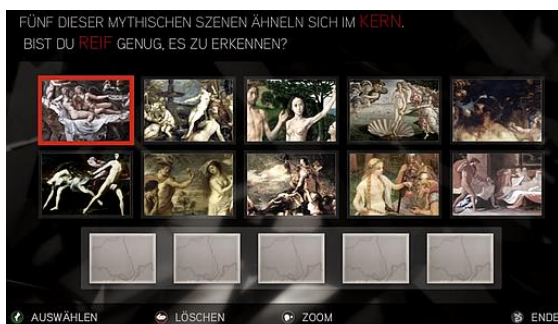 FÜNF DIESER MYTHISCHEN SZENEN ÄHNELN SICH IM KERN.
BIST DU REIF GENUG, ES ZU ERKENNEN?
AUSWÄHLEN
LÖSCHEN
ZOOM
ENDE